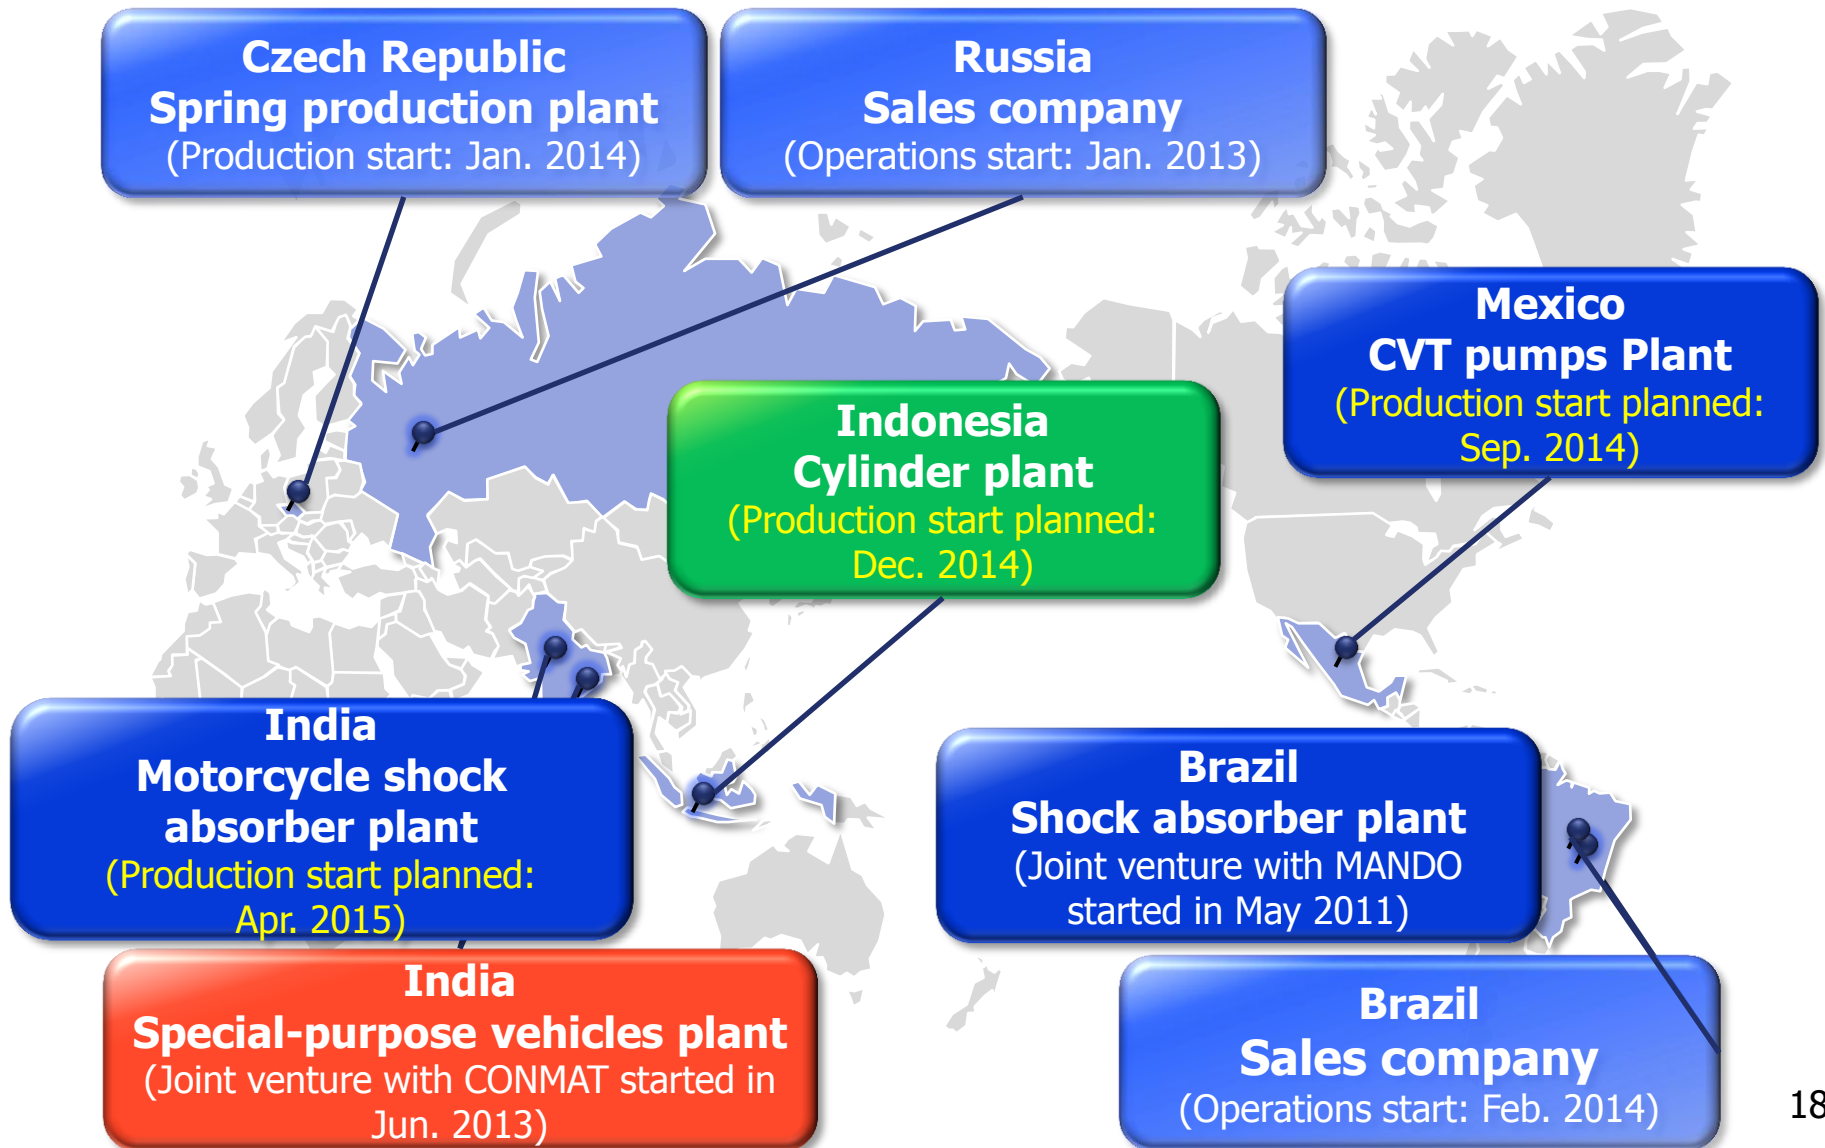 Czech Republic
Spring production plant
(Production start: Jan. 2014)
Russia
Sales company
(Operations start: Jan. 2013)
Mexico
CVT pumps Plant
(Production start planned:
Sep. 2014)
Indonesia
Cylinder plant
(Production start planned:
Dec. 2014)
India
Motorcycle shock
absorber plant
(Production start planned:
Apr. 2015)
Brazil
Shock absorber plant
(Joint venture with MANDO
started in May 2011)
India
Special-purpose vehicles plant
(Joint venture with CONMAT started in
Jun. 2013)
Brazil
Sales company
(Operations start: Feb. 2014)
18